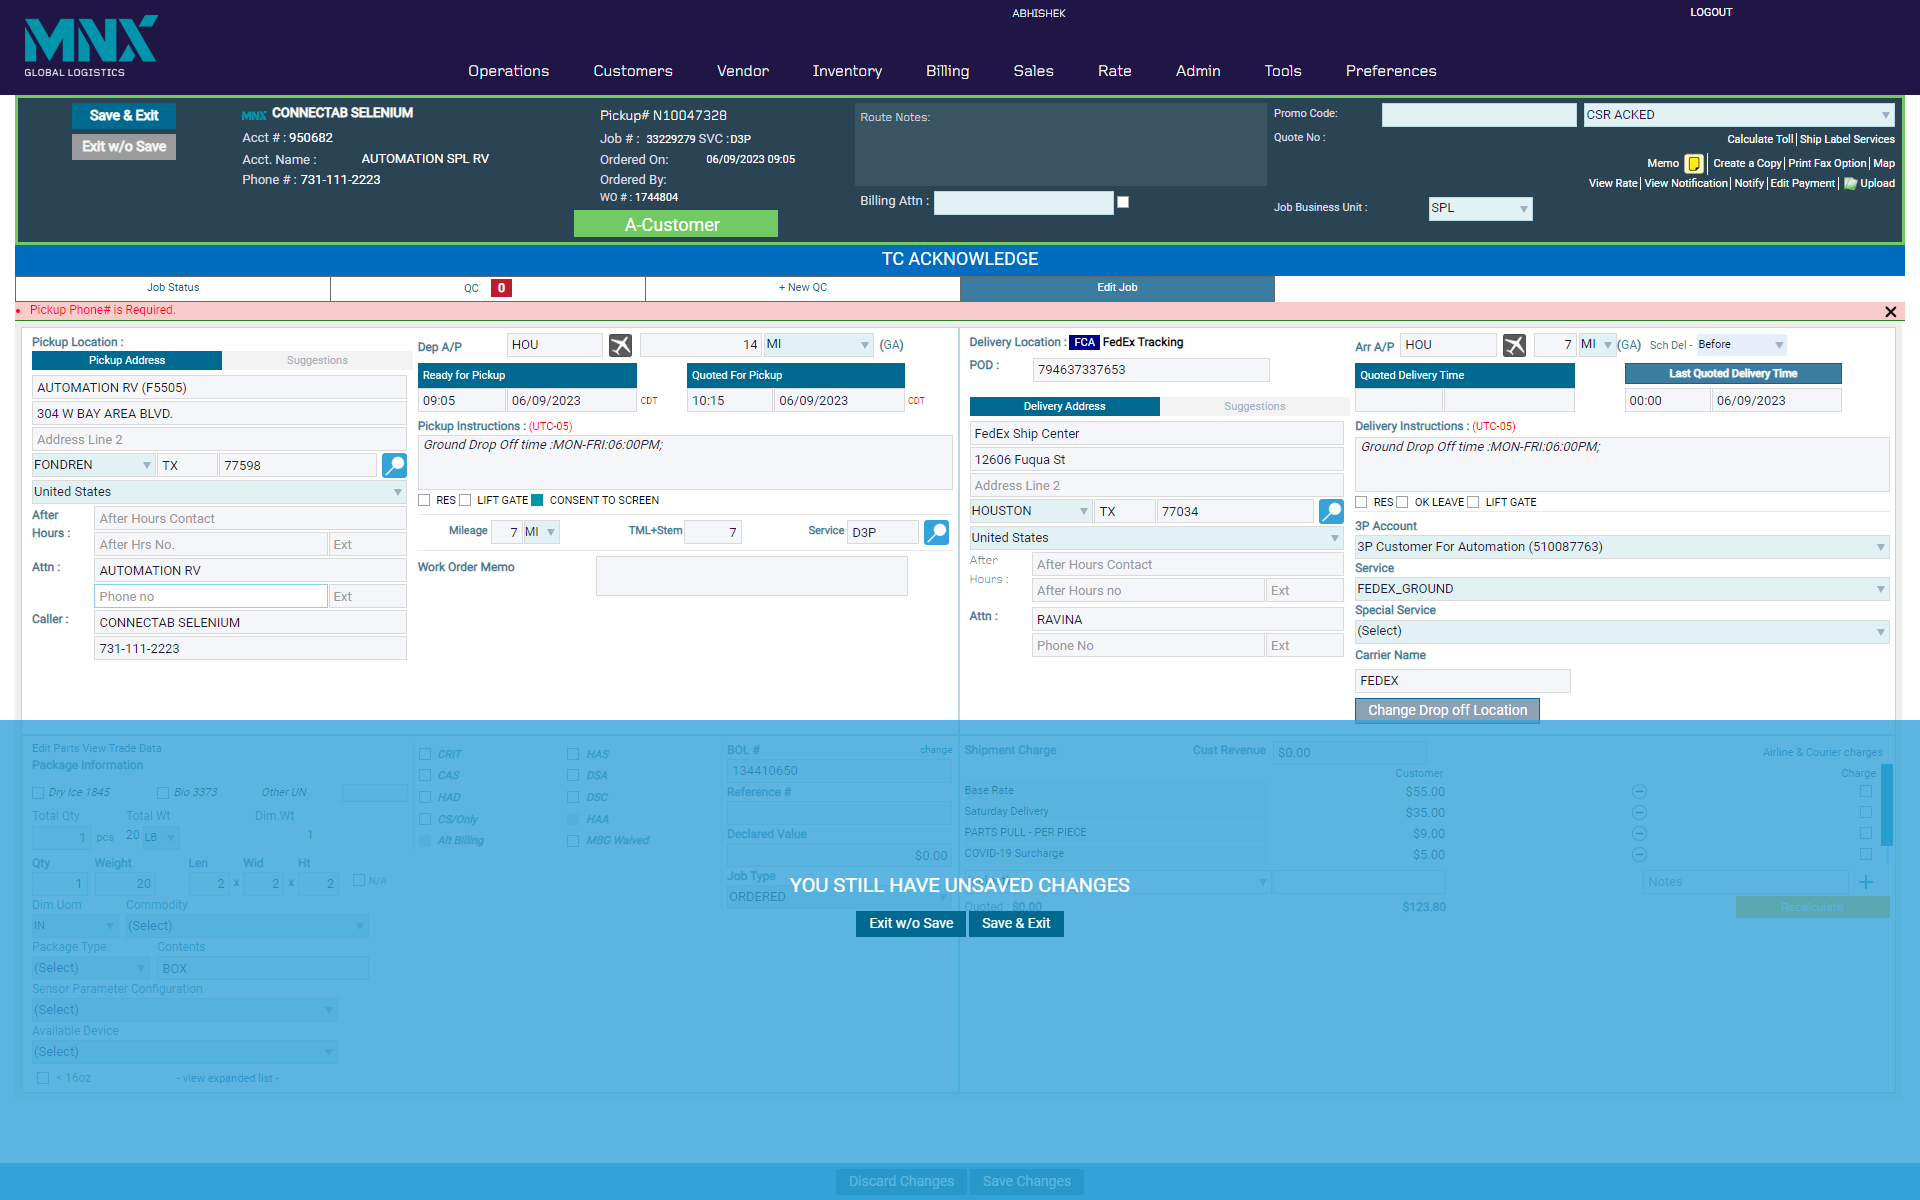 ABHISHEK
LOGOUT
MNX
GLOBAL LOGISTICS
Operations Customers Vendor Inventory Billing Sales Rate Admin Tools Preferences
Save & Exit
Exit w/o Save
MNX CONNECTAB SELENIUM
Acct # : 950682
Acct. Name : AUTOMATION SPL RV
Phone # : 731-111-2223
Pickup# N10047328
Job # : 33229279 SVC :D3P
Ordered On: 06/09/2023 09:05
Ordered By:
WO # : 1744804
A-Customer
Route Notes:
Billing Attn :
Promo Code:
CSR ACKED
Quote No :
Calculate Toll| Ship Label Services
Memo | Create a Copy| Print Fax Option| Map
View Rate| View Notification| Notify| Edit Payment| Upload
Job Business Unit : SPL
TC ACKNOWLEDGE
Job Status
QC 0
+ New QC
Edit Job
Pickup Phone# is Required.
Pickup Location :
Pickup Address Suggestions
AUTOMATION RV (F5505)
304 W BAY AREA BLVD.
Address Line 2
FONDREN TX 77598
United States
After Hours : After Hours Contact
After Hrs No. Ext
Attn : AUTOMATION RV
Phone no Ext
Caller : CONNECTAB SELENIUM
731-111-2223
Dep A/P HOU 14 MI (GA)
Ready for Pickup Quoted For Pickup
09:05 06/09/2023 CDT 10:15 06/09/2023 CDT
Pickup Instructions : (UTC-05)
Ground Drop Off time :MON-FRI:06:00PM;
RES LIFT GATE CONSENT TO SCREEN
Mileage 7 MI TML+Stem 7 Service D3P
Work Order Memo
Delivery Location : FCA FedEx Tracking
POD : 794637337653
Delivery Address Suggestions
FedEx Ship Center
12606 Fuqua St
Address Line 2
HOUSTON TX 77034
United States
After Hours : After Hours Contact
After Hours no Ext
Attn : RAVINA
Phone No Ext
Arr A/P HOU 7 MI (GA) Sch Del - Before
Quoted Delivery Time Last Quoted Delivery Time
00:00 06/09/2023
Delivery Instructions : (UTC-05)
Ground Drop Off time :MON-FRI:06:00PM;
RES OK LEAVE LIFT GATE
3P Account
3P Customer For Automation (510087763)
Service
FEDEX_GROUND
Special Service
(Select)
Carrier Name
FEDEX
Change Drop off Location
Edit Parts View Trade Data
Package Information
Dry Ice 1845 Bio 3373 Other UN
Total Qty Total Wt Dim.Wt
1 pcs 20 LB 1
Qty Weight Len Wid Ht
1 20 2 x 2 x 2 N/A
Dim.Uom Commodity
IN (Select)
Package Type Contents
(Select) BOX
Sensor Parameter Configuration
(Select)
Available Device
(Select)
< 16oz - view expanded list -
CRIT HAS
CAS DSA
HAD DSC
CS/Only HAA
Alt Billing MBG Waived
BOL # change
134410650
Reference #
Declared Value
$0.00
Job Type
ORDERED
Shipment Charge Cust Revenue $0.00 Airline & Courier charges
Customer Charge
Base Rate $55.00
Saturday Delivery $35.00
PARTS PULL - PER PIECE $9.00
COVID-19 Surcharge $5.00
Notes
Quoted : $0.00 $123.80 Recalculate
YOU STILL HAVE UNSAVED CHANGES
Exit w/o Save Save & Exit
Discard Changes Save Changes